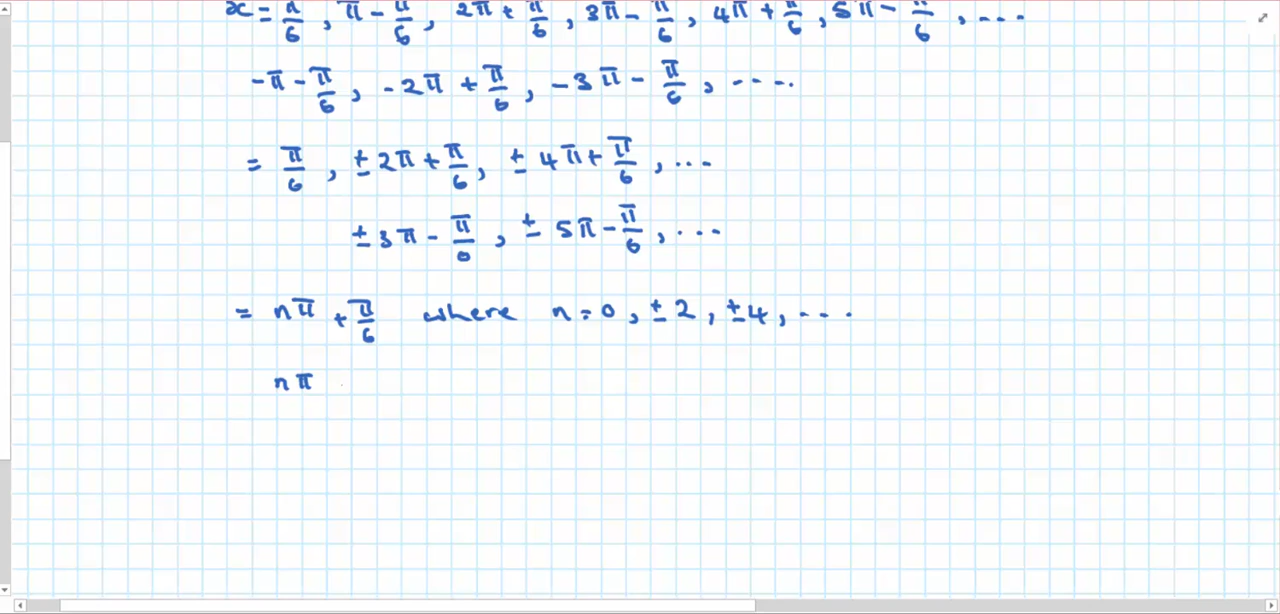 x = π/6, π - π/6, 2π + π/6, 3π - π/6, 4π + π/6, 5π - π/6, ...
-π - π/6, -2π + π/6, -3π - π/6, ....
= π/6, ±2π + π/6, ±4π + π/6, ...
±3π - π/6, ±5π - π/6, ...
= nπ + π/6 where n = 0, ±2, ±4, ...
nπ